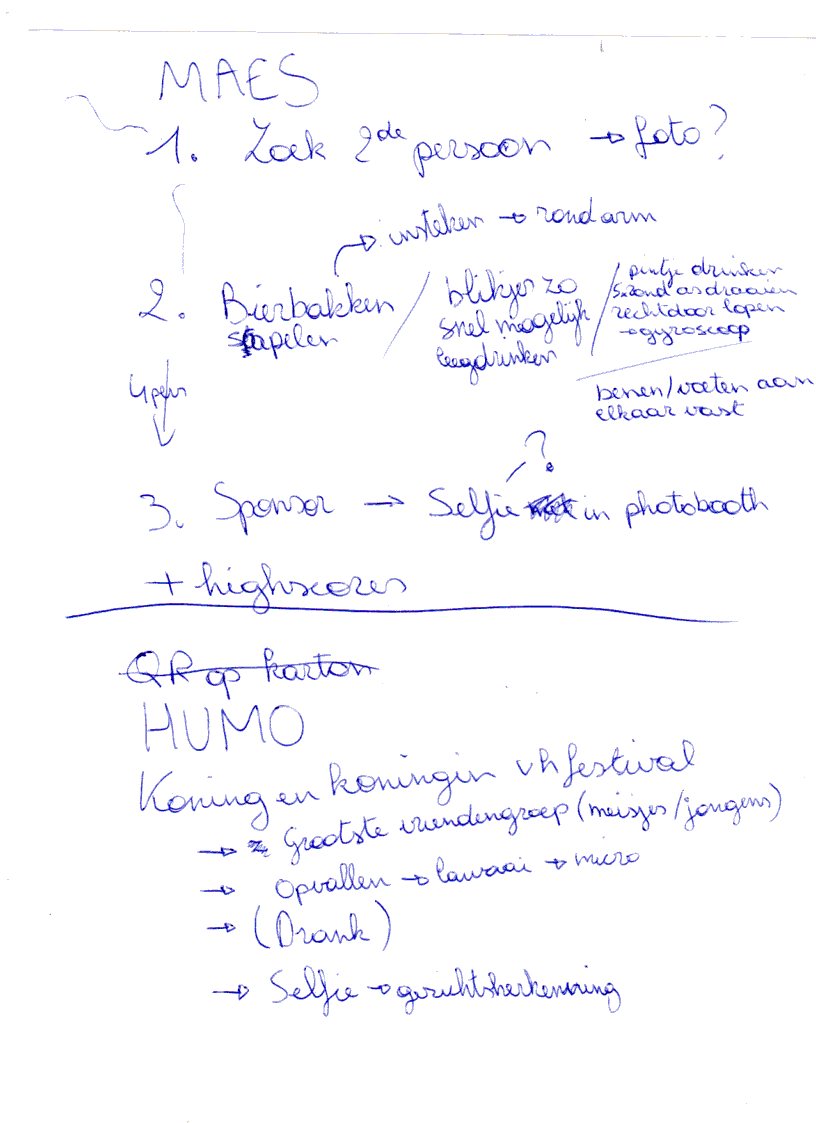 MAES
1. Zoek 2de persoon → foto?
→ insteken → rond arm
2. Bierbakken / blikjes zo / pintje drinken
stapelen snel mogelijk 5x rond as draaien
leegdrinken rechtdoor lopen
→ gyroscoop
4 pers
benen/voeten aan
elkaar vast
?
3. Sponsor → Selfie in photobooth
+ highscores
QR op karton
HUMO
Koning en koningin vh festival
→ Grootste vriendengroep (meisjes/jongens)
→ Opvallen → lawaai → micro
→ (Drank)
→ Selfie → gezichtsherkenning